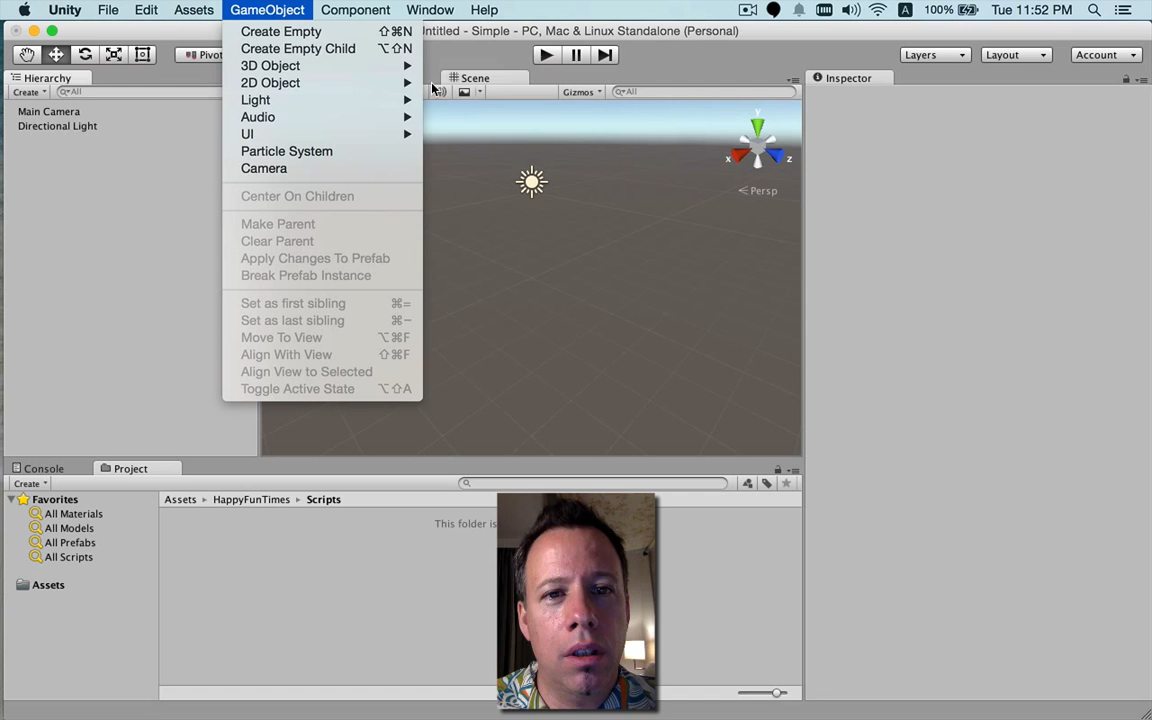 Unity File Edit Assets GameObject Component Window Help 100% Tue 11:52 PM
ntitled - Simple - PC, Mac & Linux Standalone (Personal)
Pivot Layers Layout Account
Hierarchy Scene Inspector
Create All Gizmos All
Main Camera
Directional Light
Create Empty ⇧⌘N
Create Empty Child ⌥⇧N
3D Object
2D Object
Light
Audio
UI
Particle System
Camera
Center On Children
Make Parent
Clear Parent
Apply Changes To Prefab
Break Prefab Instance
Set as first sibling ⌘=
Set as last sibling ⌘−
Move To View ⌥⌘F
Align With View ⇧⌘F
Align View to Selected
Toggle Active State ⌥⇧A
y
x z
Persp
Console Project
Create
Favorites
All Materials
All Models
All Prefabs
All Scripts
Assets
Assets HappyFunTimes Scripts
This folder is